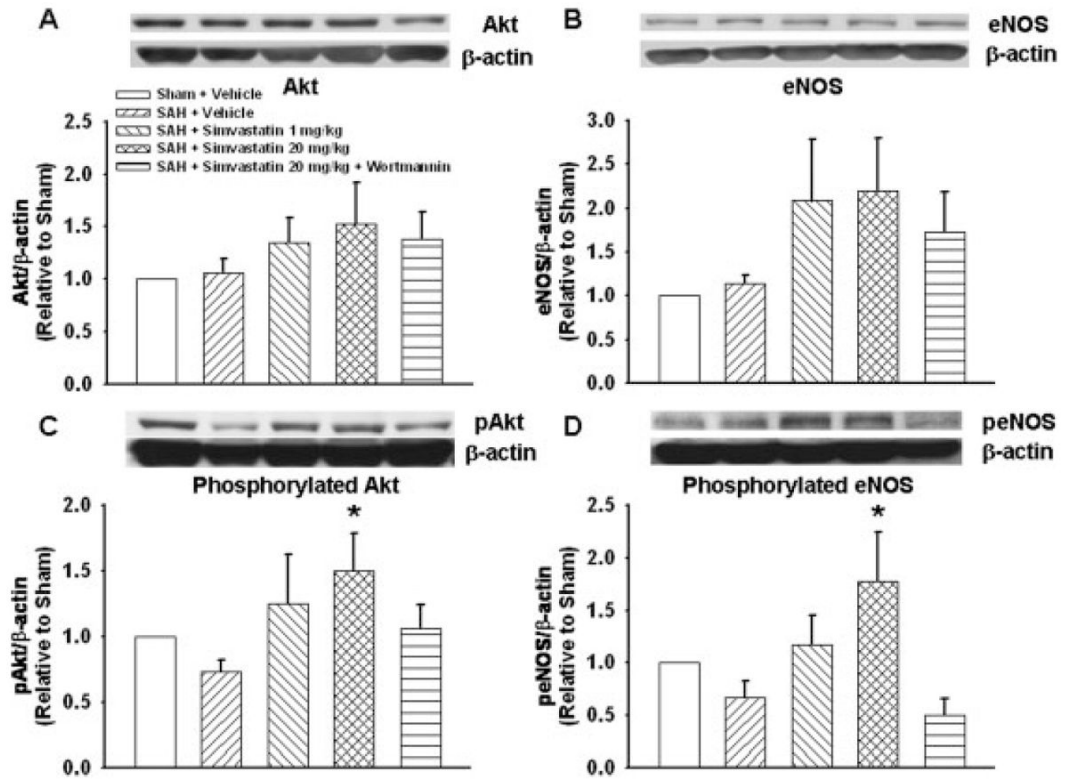 A
Akt
β-actin
Akt
Sham + Vehicle
SAH + Vehicle
SAH + Simvastatin 1 mg/kg
SAH + Simvastatin 20 mg/kg
SAH + Simvastatin 20 mg/kg + Wortmannin
Akt/β-actin
(Relative to Sham)
2.5
2.0
1.5
1.0
0.5
0.0
B
eNOS
β-actin
eNOS
eNOS/β-actin
(Relative to Sham)
3.0
2.5
2.0
1.5
1.0
0.5
0.0
C
pAkt
β-actin
Phosphorylated Akt
pAkt/β-actin
(Relative to Sham)
2.0
1.5
1.0
0.5
0.0
*
D
peNOS
β-actin
Phosphorylated eNOS
peNOS/β-actin
(Relative to Sham)
2.5
2.0
1.5
1.0
0.5
0.0
*